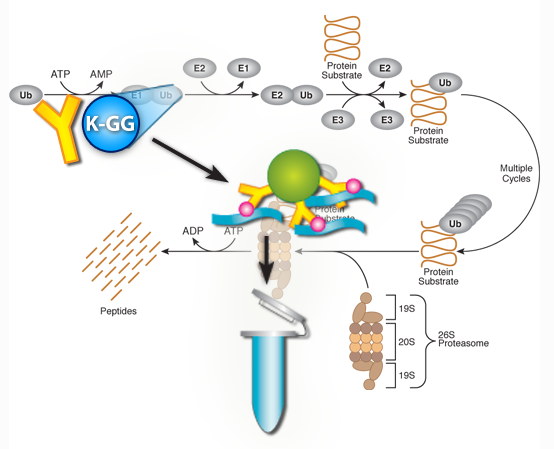 ATP
AMP
E2
E1
Protein
Substrate
E2
Ub
E1
Ub
E2
Ub
E3
E3
Ub
Protein
Substrate
K-GG
Multiple
Cycles
Protein
Substrate
Ub
ADP
ATP
Protein
Substrate
Peptides
19S
20S
26S
Proteasome
19S